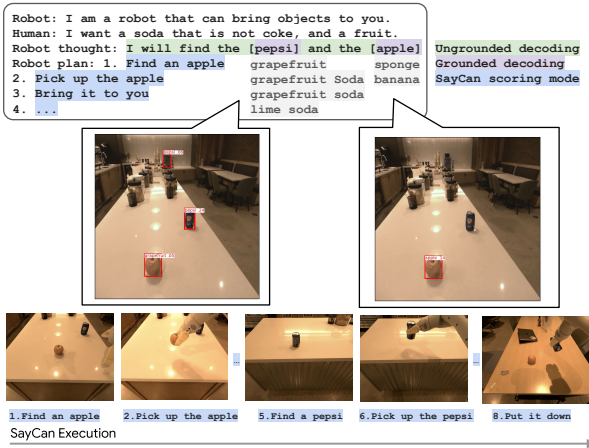 Robot: I am a robot that can bring objects to you.
Human: I want a soda that is not coke, and a fruit.
Robot thought: I will find the [pepsi] and the [apple] Ungrounded decoding
Robot plan: 1. Find an apple grapefruit sponge Grounded decoding
2. Pick up the apple grapefruit Soda banana SayCan scoring mode
3. Bring it to you grapefruit soda
4. ... lime soda
... ...
1.Find an apple 2.Pick up the apple 5.Find a pepsi 6.Pick up the pepsi 8.Put it down
SayCan Execution